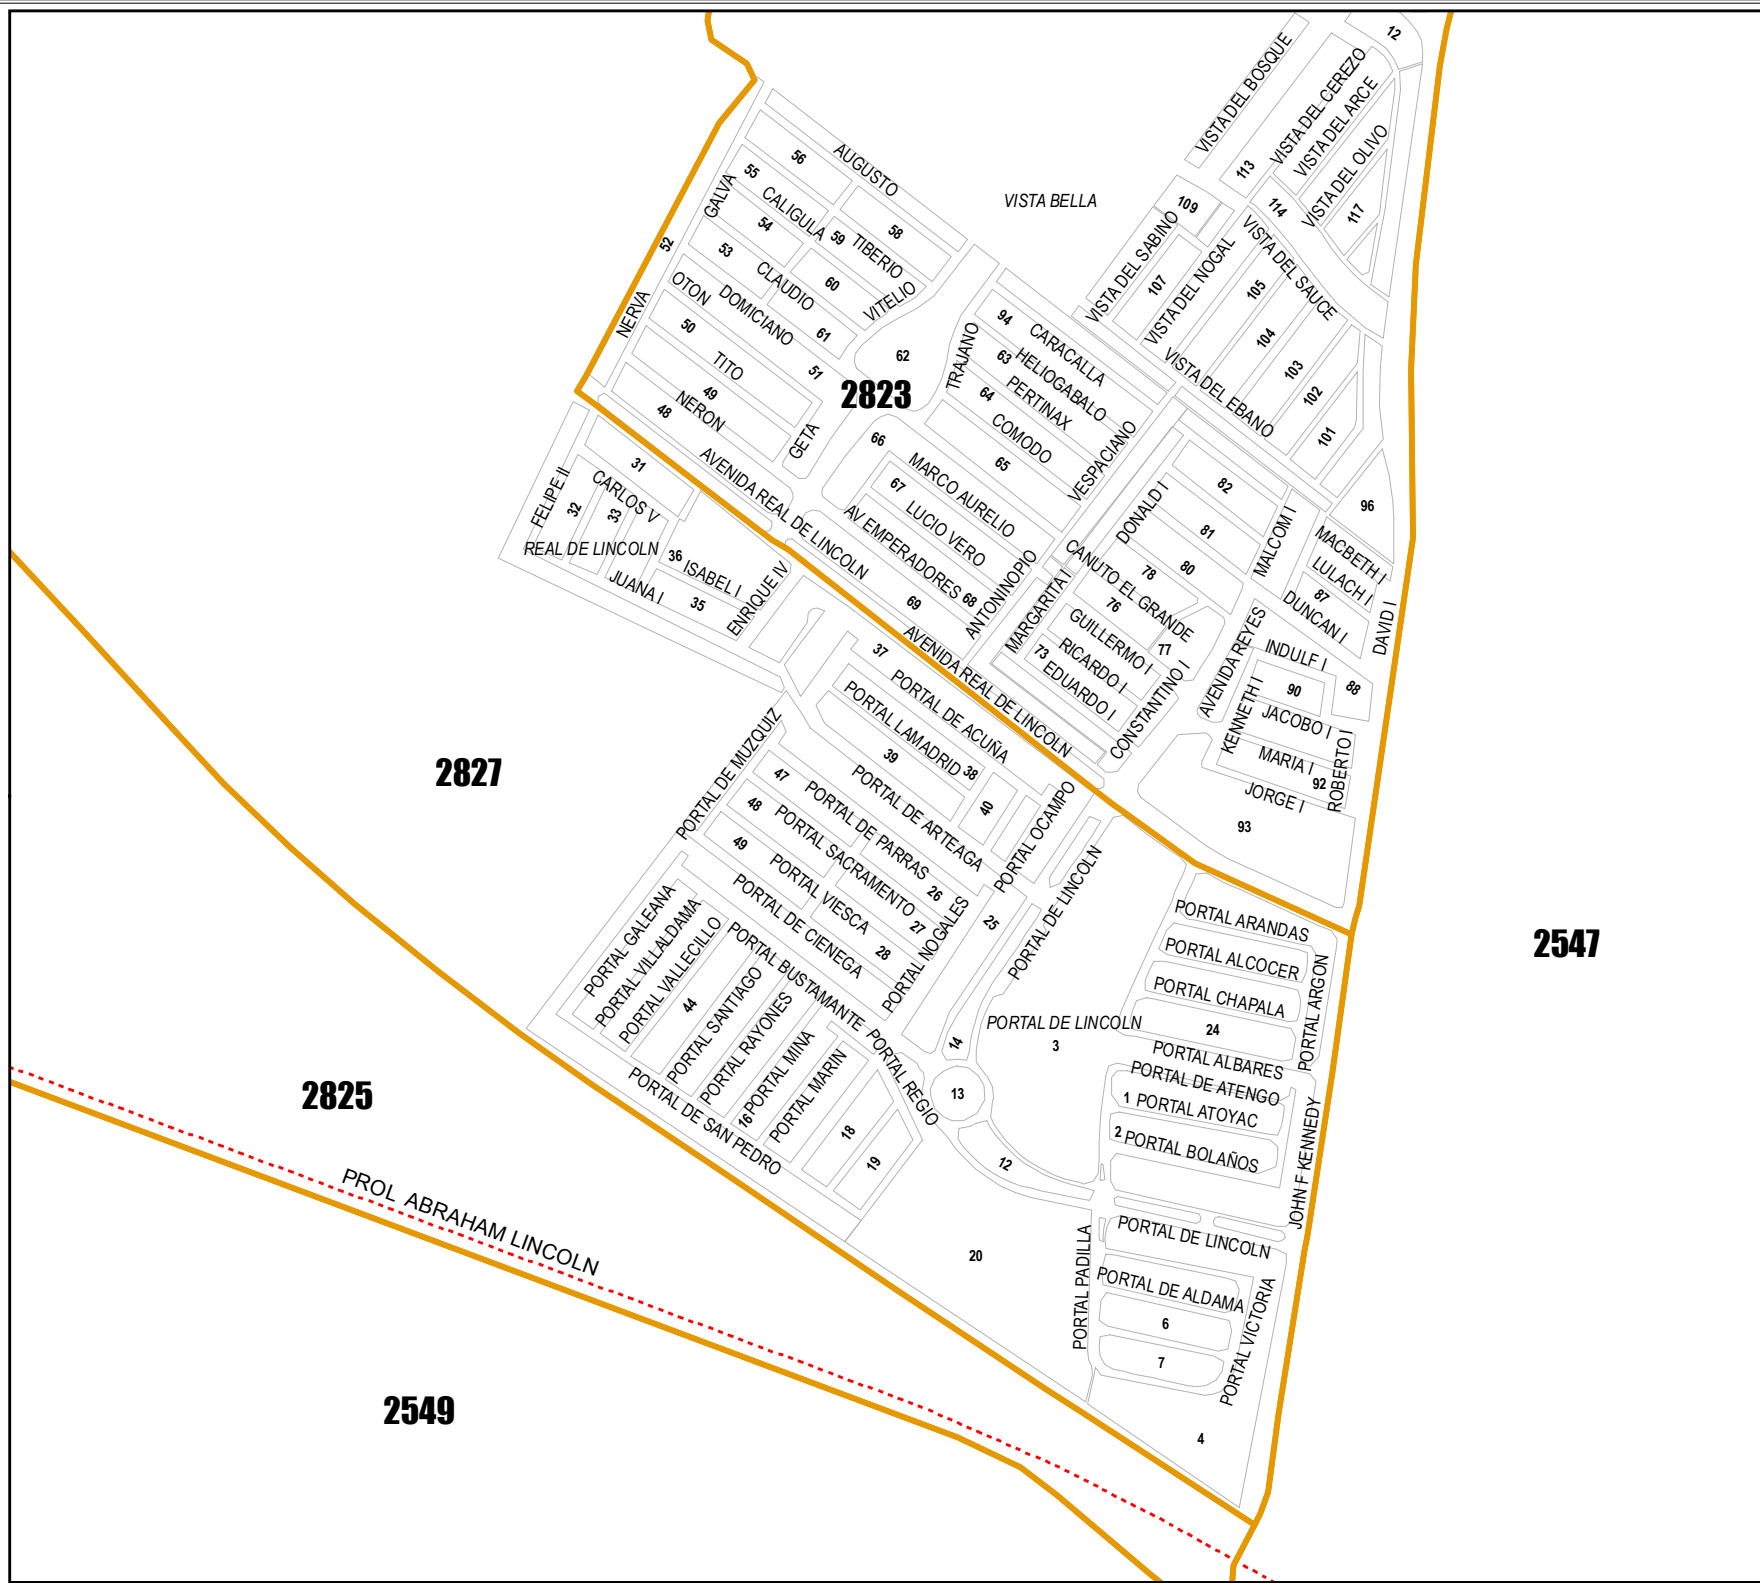 12
VISTA DEL BOSQUE
VISTA DEL CEREZO
VISTA DEL ARCE
VISTA DEL OLIVO
113
114
117
109
VISTA BELLA
VISTA DEL SABINO
107
VISTA DEL NOGAL
VISTA DEL SAUCE
105
104
103
102
101
VISTA DEL EBANO
96
56
AUGUSTO
55
CALIGULA
GALVA
54
59
TIBERIO
58
52
53
CLAUDIO
60
VITELIO
OTON
DOMICIANO
61
NERVA
50
TITO
51
62
49
NERON
48
GETA
2823
TRAJANO
94
CARACALLA
63
HELIOGABALO
PERTINAX
64
COMODO
65
VESPACIANO
66
MARCO AURELIO
67
LUCIO VERO
AV EMPERADORES
68
69
ANTONINOPIO
AVENIDA REAL DE LINCOLN
AVENIDA REAL DE LINCOLN
31
FELIPE II
32
CARLOS V
33
REAL DE LINCOLN
36
ISABEL I
JUANA I
35
ENRIQUE IV
82
DONALD I
81
MALCOM I
80
CANUTO EL GRANDE
78
76
MARGARITA I
GUILLERMO I
77
RICARDO I
73
EDUARDO I
CONSTANTINO I
MACBETH I
LULACH I
87
DUNCAN I
DAVID I
AVENIDA REYES
INDULF I
90
88
KENNETH I
JACOBO I
MARIA I
92
ROBERTO I
JORGE I
93
37
PORTAL DE ACUÑA
PORTAL LAMADRID
38
39
40
PORTAL DE MUZQUIZ
47
PORTAL DE ARTEAGA
PORTAL OCAMPO
48
PORTAL DE PARRAS
26
49
PORTAL SACRAMENTO
27
PORTAL VIESCA
28
PORTAL NOGALES
25
PORTAL DE CIENEGA
PORTAL DE LINCOLN
2827
PORTAL GALEANA
PORTAL VILLALDAMA
PORTAL VALLECILLO
44
PORTAL BUSTAMANTE
PORTAL SANTIAGO
PORTAL RAYONES
PORTAL MINA
16
PORTAL MARIN
18
19
PORTAL REGIO
PORTAL DE SAN PEDRO
14
13
12
PORTAL DE LINCOLN
3
PORTAL ARANDAS
PORTAL ALCOCER
PORTAL CHAPALA
24
PORTAL ARGON
PORTAL ALBARES
PORTAL DE ATENGO
1
PORTAL ATOYAC
2
PORTAL BOLAÑOS
JOHN F KENNEDY
2547
PORTAL DE LINCOLN
PORTAL PADILLA
PORTAL DE ALDAMA
6
7
PORTAL VICTORIA
20
4
2825
PROL ABRAHAM LINCOLN
2549